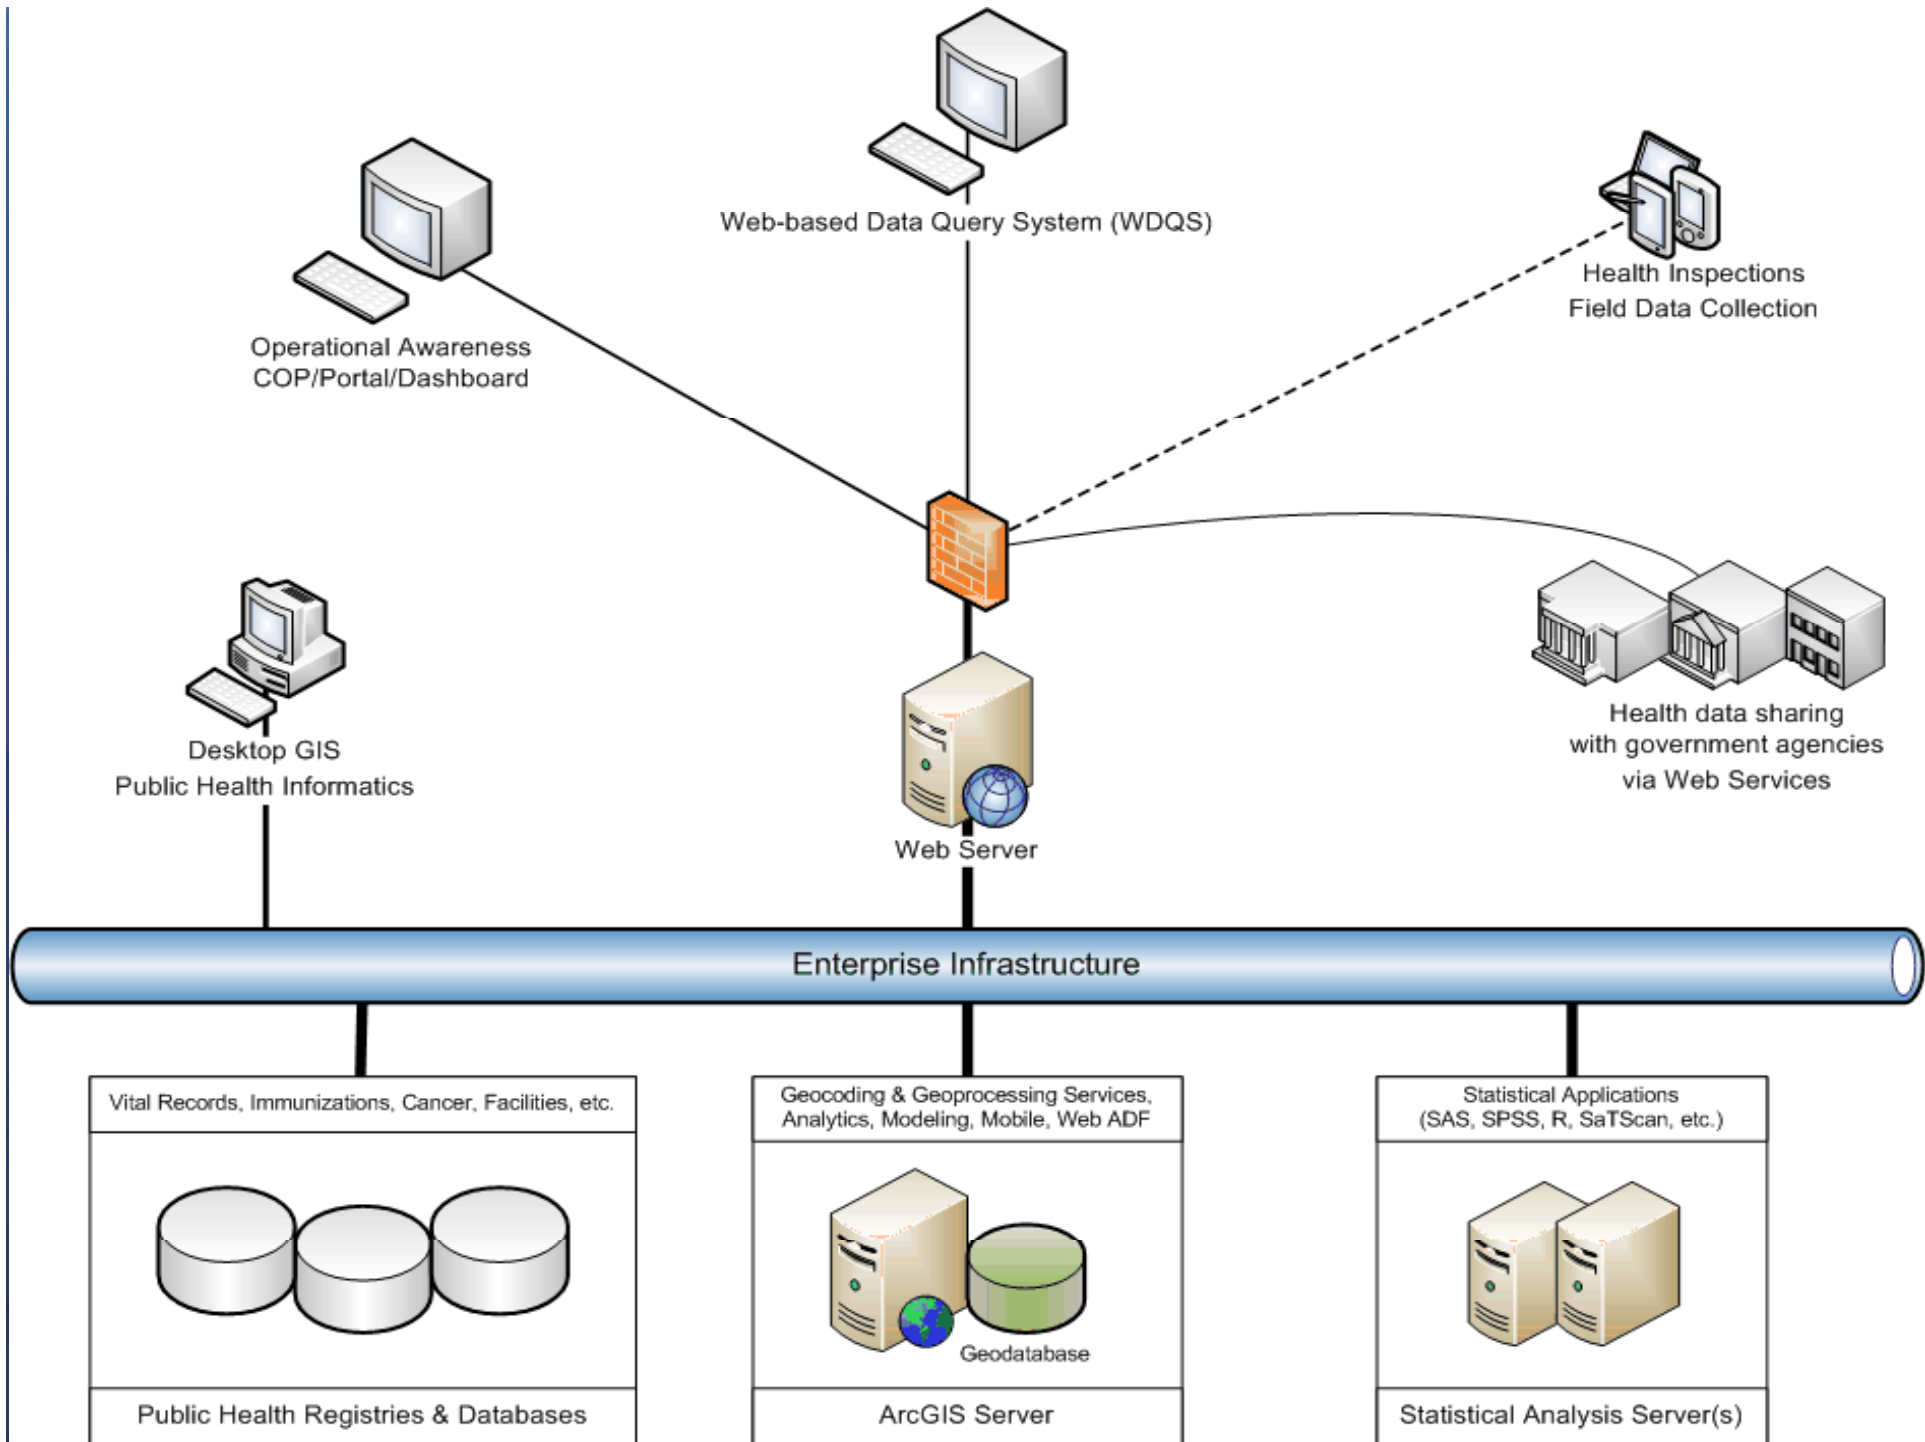 Web-based Data Query System (WDQS)
Health Inspections
Field Data Collection
Operational Awareness
COP/Portal/Dashboard
Desktop GIS
Public Health Informatics
Health data sharing
with government agencies
via Web Services
Web Server
Enterprise Infrastructure
Vital Records, Immunizations, Cancer, Facilities, etc.
Public Health Registries & Databases
Geocoding & Geoprocessing Services,
Analytics, Modeling, Mobile, Web ADF
Geodatabase
ArcGIS Server
Statistical Applications
(SAS, SPSS, R, SaTScan, etc.)
Statistical Analysis Server(s)